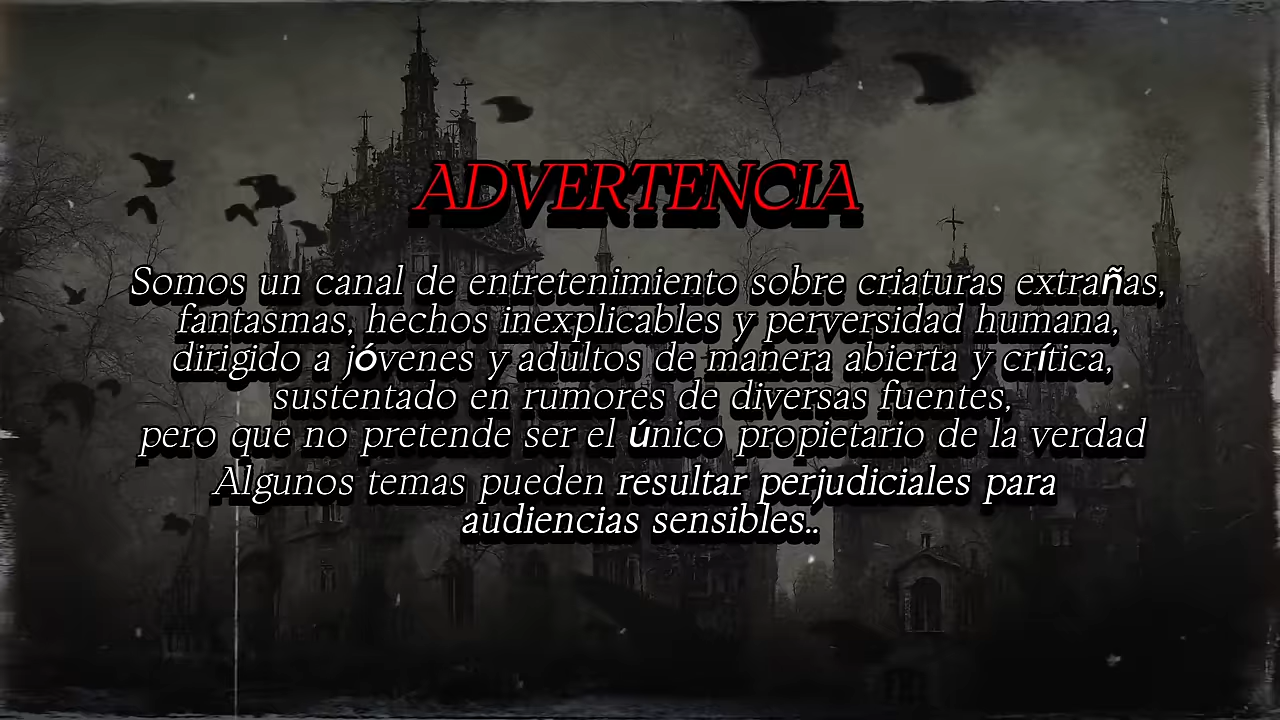 ADVERTENCIA
Somos un canal de entretenimiento sobre criaturas extrañas,
fantasmas, hechos inexplicables y perversidad humana,
dirigido a jóvenes y adultos de manera abierta y crítica,
sustentado en rumores de diversas fuentes,
pero que no pretende ser el único propietario de la verdad
Algunos temas pueden resultar perjudiciales para
audiencias sensibles..